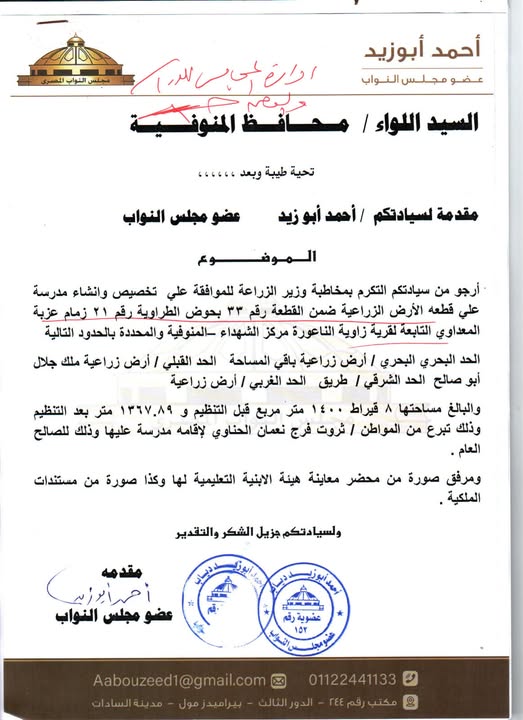 أحمد أبوزيد
عضو مجلس النواب
مجلس النواب المصرى
ادارة المجالس
السيد اللواء / محافظ المنوفية
تحية طيبة وبعد ،،،،،،
مقدمة لسيادتكم / أحمد أبو زيد عضو مجلس النواب
الموضوع
أرجو من سيادتكم التكرم بمخاطبة وزير الزراعة للموافقة علي تخصيص وانشاء مدرسة
علي قطعه الأرض الزراعية ضمن القطعة رقم ٣٣ بحوض الطراوية رقم ٢١ زمام عزبة
المعداوي التابعة لقرية زاوية الناعورة مركز الشهداء –المنوفية والمحددة بالحدود التالية
الحد البحري البحري / أرض زراعية باقي المساحة الحد القبلي / أرض زراعية ملك جلال
أبو صالح الحد الشرقي / طريق الحد الغربي / أرض زراعية
والبالغ مساحتها ٨ قيراط ١٤٠٠ متر مربع قبل التنظيم و ١٣٦٧.٨٩ متر بعد التنظيم
وذلك تبرع من المواطن / ثروت فرج نعمان الحناوي لإقامه مدرسة عليها وذلك للصالح
العام .
ومرفق صورة من محضر معاينة هيئة الابنية التعليمية لها وكذا صورة من مستندات
الملكية .
ولسيادتكم جزيل الشكر والتقدير
مقدمه
أحمد أبوزيد
عضو مجلس النواب
أحمد أبوزيد دياب
عضوية رقم
١٥٢
عضو مجلس النواب
Aabouzeed1@gmail.com 01122441133
مكتب رقم ٢٤٤ - الدور الثالث - بيراميدز مول - مدينة السادات